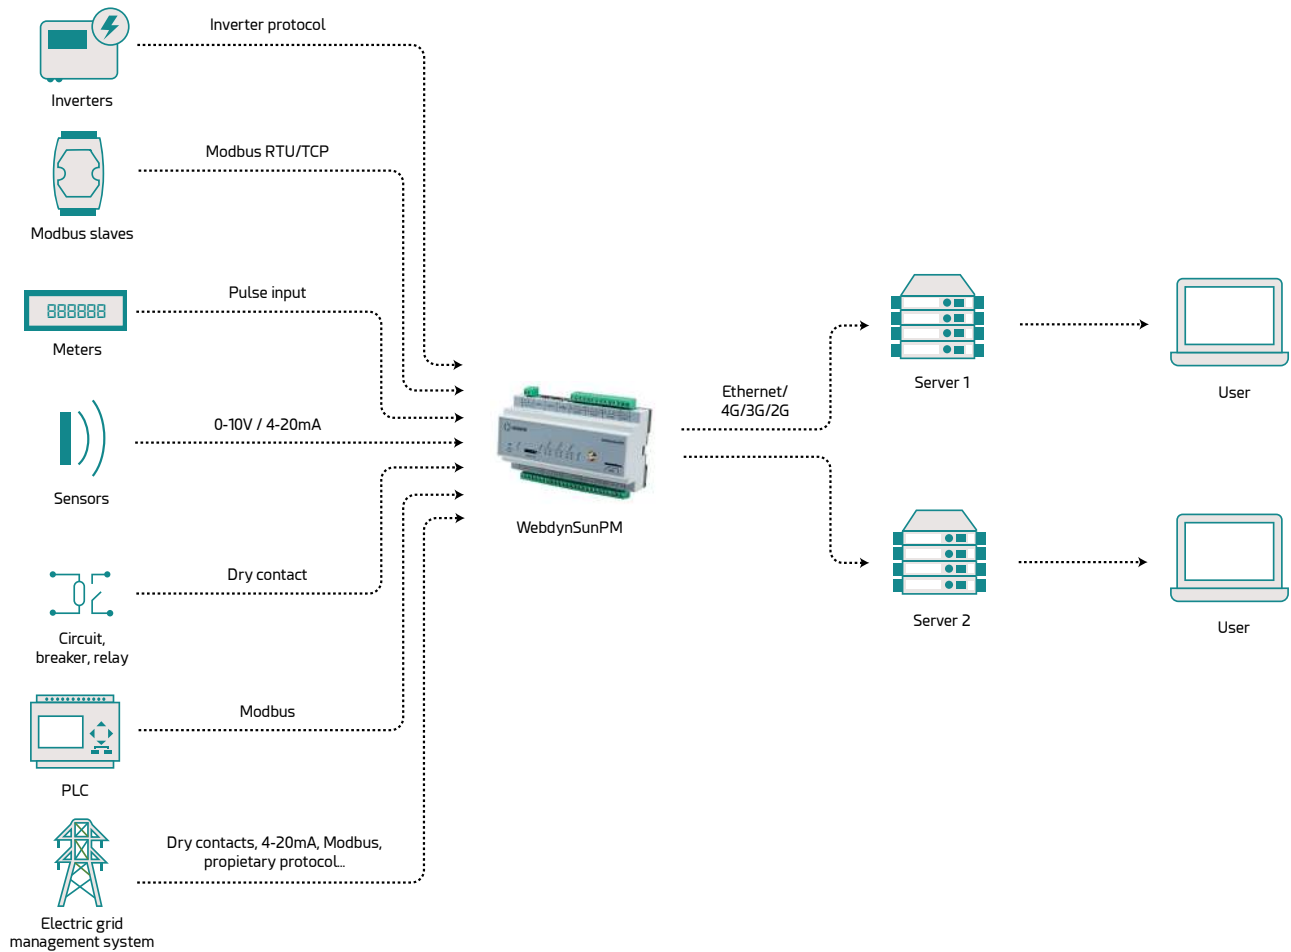 Inverter protocol
Inverters
Modbus RTU/TCP
Modbus slaves
Pulse input
888888
Meters
0-10V / 4-20mA
Sensors
Dry contact
Circuit,
breaker, relay
Modbus
PLC
Dry contacts, 4-20mA, Modbus,
propietary protocol...
Electric grid
management system
WebdynSunPM
Ethernet/
4G/3G/2G
Server 1
User
Server 2
User